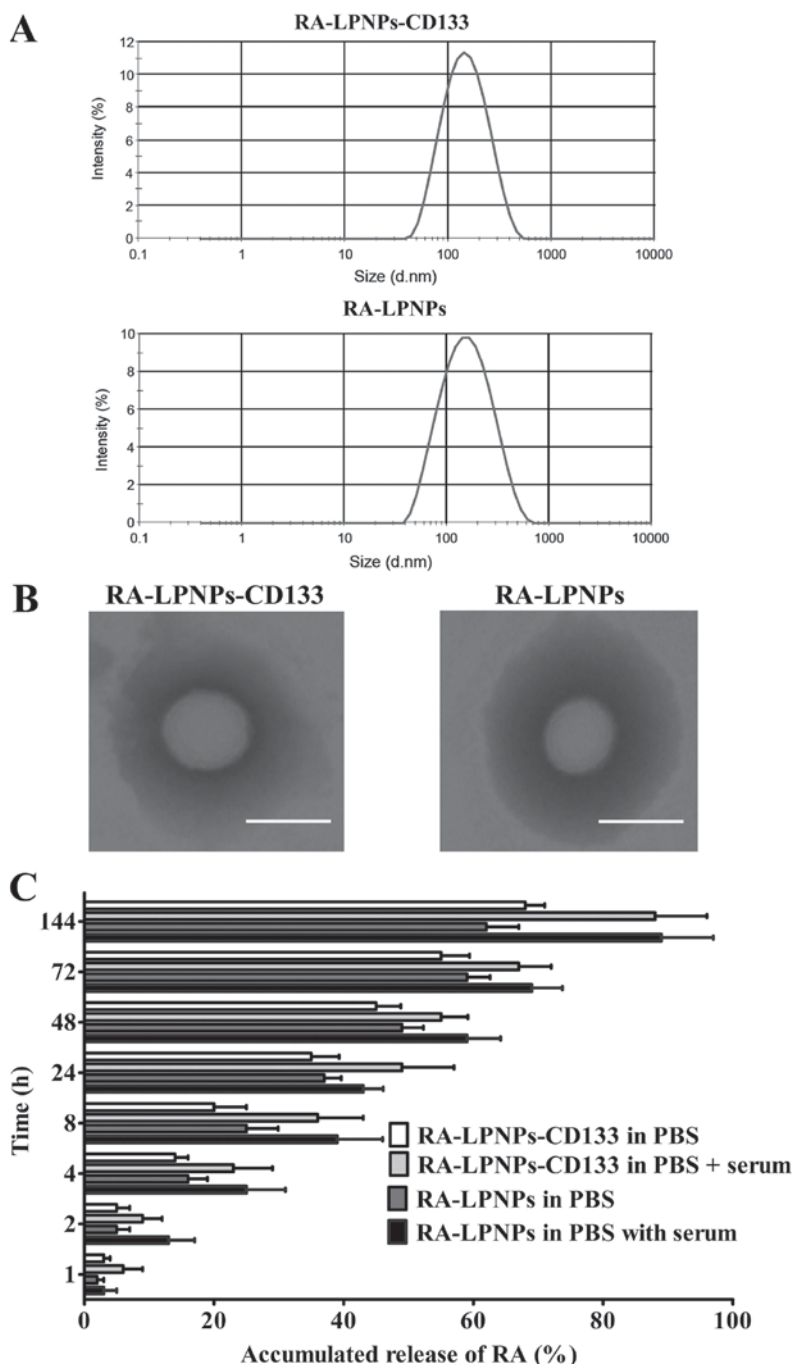 A
RA-LPNPs-CD133
12
10
8
6
4
2
0
Intensity (%)
0.1 1 10 100 1000 10000
Size (d.nm)
RA-LPNPs
10
8
6
4
2
0
Intensity (%)
0.1 1 10 100 1000 10000
Size (d.nm)
B
RA-LPNPs-CD133 RA-LPNPs
C
144
72
48
24
8
4
2
1
Time (h)
RA-LPNPs-CD133 in PBS
RA-LPNPs-CD133 in PBS + serum
RA-LPNPs in PBS
RA-LPNPs in PBS with serum
0 20 40 60 80 100
Accumulated release of RA (%)